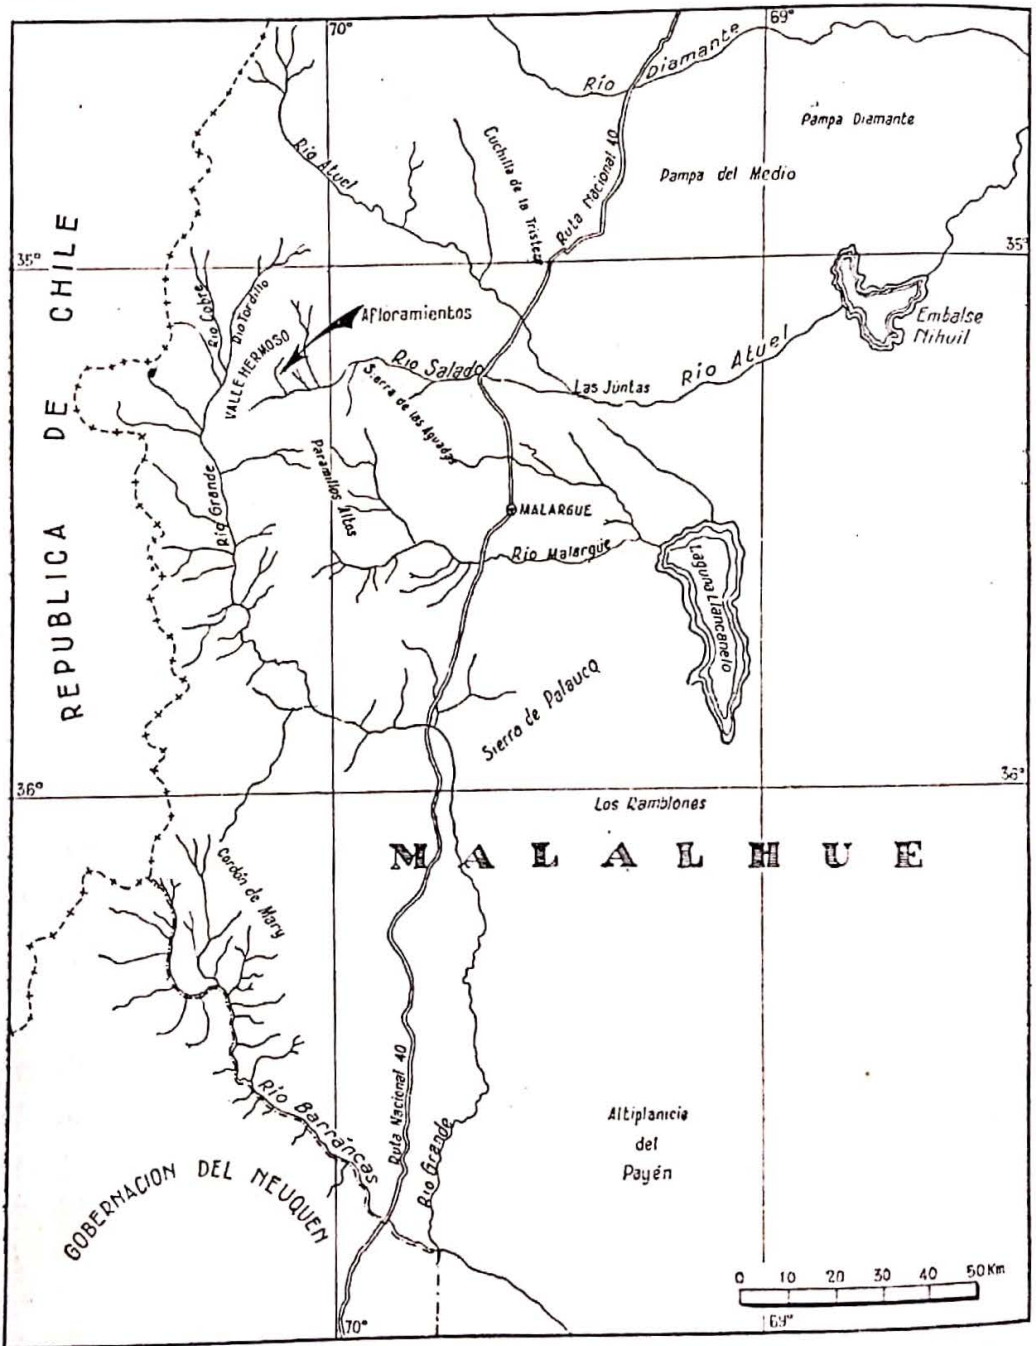 70°
69°
Río Diamante
Pampa Diamante
Pampa del Medio
Ruta Nacional 40
Cuchilla de la Tristeza
Río Atuel
35°
35°
REPUBLICA DE CHILE
Río Cobre
Río Tordillo
VALLE HERMOSO
Afloramientos
Embalse
Nihuil
Río Salado
Río Atuel
Las Júntas
Sierra de las Aguadas
Paramillos Altos
Río Grande
MALARGUE
Río Malargüe
Laguna Llancanelo
Sierra de Palauco
36°
36°
Los Ramblones
MALALHUE
Cordón de Mary
Río Barráncas
Ruta Nacional 40
Río Grande
Altiplanicie
del
Payén
GOBERNACION DEL NEUQUEN
0 10 20 30 40 50 Km
70°
69°